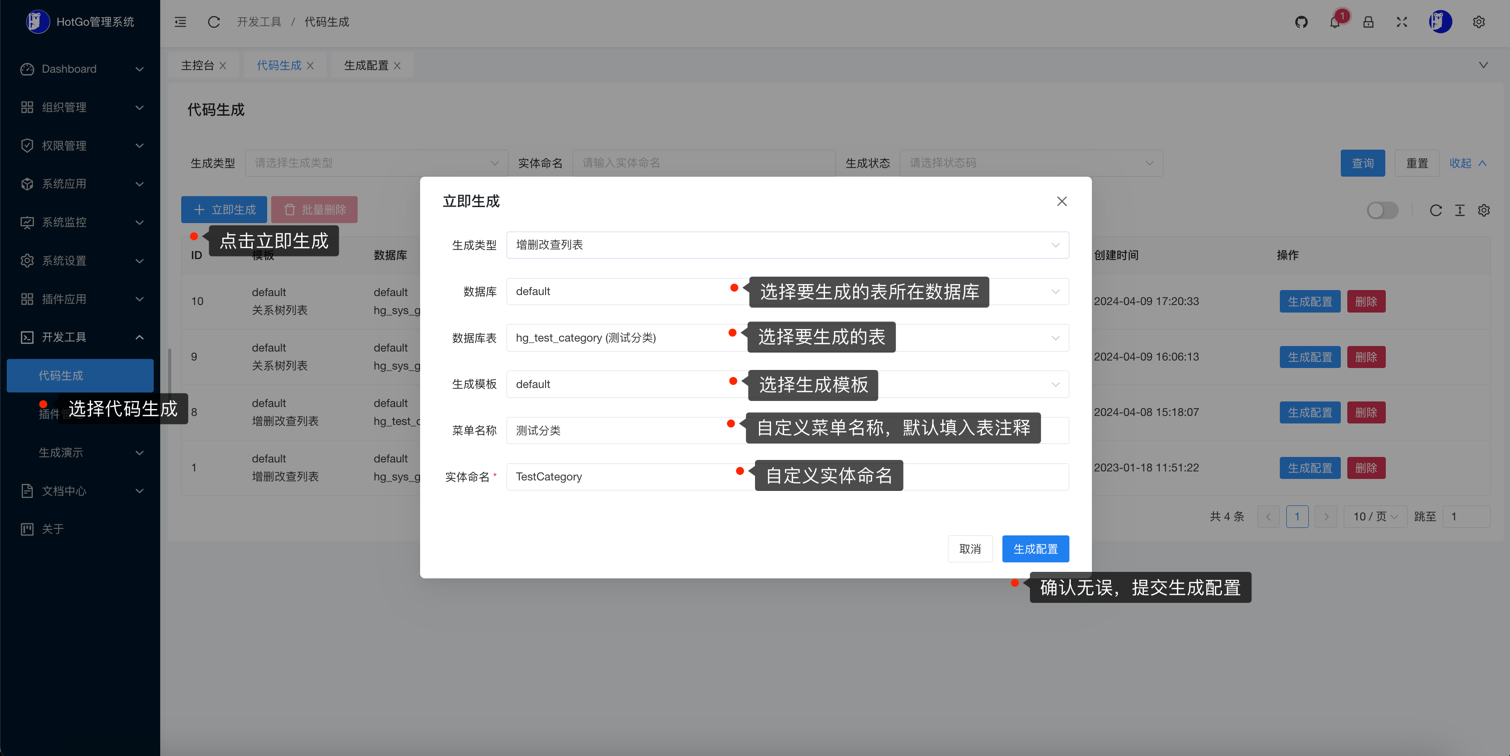 HotGo管理系统
开发工具 / 代码生成
1
Dashboard
组织管理
权限管理
系统应用
系统监控
系统设置
插件应用
开发工具
代码生成
选择代码生成
生成演示
文档中心
关于
主控台
代码生成
生成配置
代码生成
生成类型 请选择生成类型
实体命名 请输入实体命名
生成状态 请选择状态码
查询
重置
收起
立即生成
批量删除
点击立即生成
ID 模板 数据库 创建时间 操作
10 default default 2024-04-09 17:20:33 生成配置 删除
关系树列表 hg_sys_g
9 default default 2024-04-09 16:06:13 生成配置 删除
关系树列表 hg_sys_g
8 default default 2024-04-08 15:18:07 生成配置 删除
增删改查列表 hg_test_c
1 default default 2023-01-18 11:51:22 生成配置 删除
增删改查列表 hg_sys_g
共 4 条 1 10 / 页 跳至 1
立即生成
生成类型 增删改查列表
数据库 default
选择要生成的表所在数据库
数据库表 hg_test_category (测试分类)
选择要生成的表
生成模板 default
选择生成模板
菜单名称 测试分类
自定义菜单名称，默认填入表注释
实体命名 * TestCategory
自定义实体命名
取消
生成配置
确认无误，提交生成配置